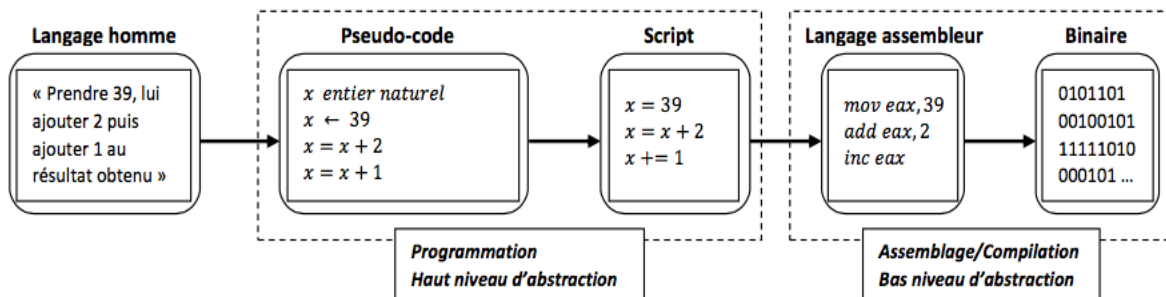 Langage homme
« Prendre 39, lui
ajouter 2 puis
ajouter 1 au
résultat obtenu »
Pseudo-code
x entier naturel
x ← 39
x = x + 2
x = x + 1
Script
x = 39
x = x + 2
x += 1
Programmation
Haut niveau d'abstraction
Langage assembleur
mov eax, 39
add eax, 2
inc eax
Binaire
0101101
00100101
11111010
000101 ...
Assemblage/Compilation
Bas niveau d'abstraction